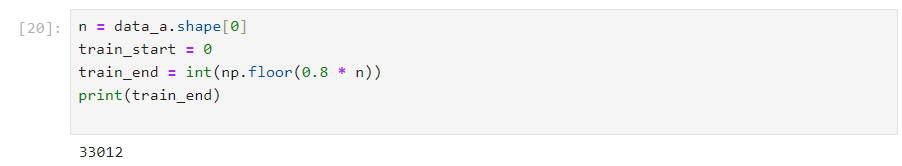 [20]: n = data_a.shape[0]
train_start = 0
train_end = int(np.floor(0.8 * n))
print(train_end)
33012